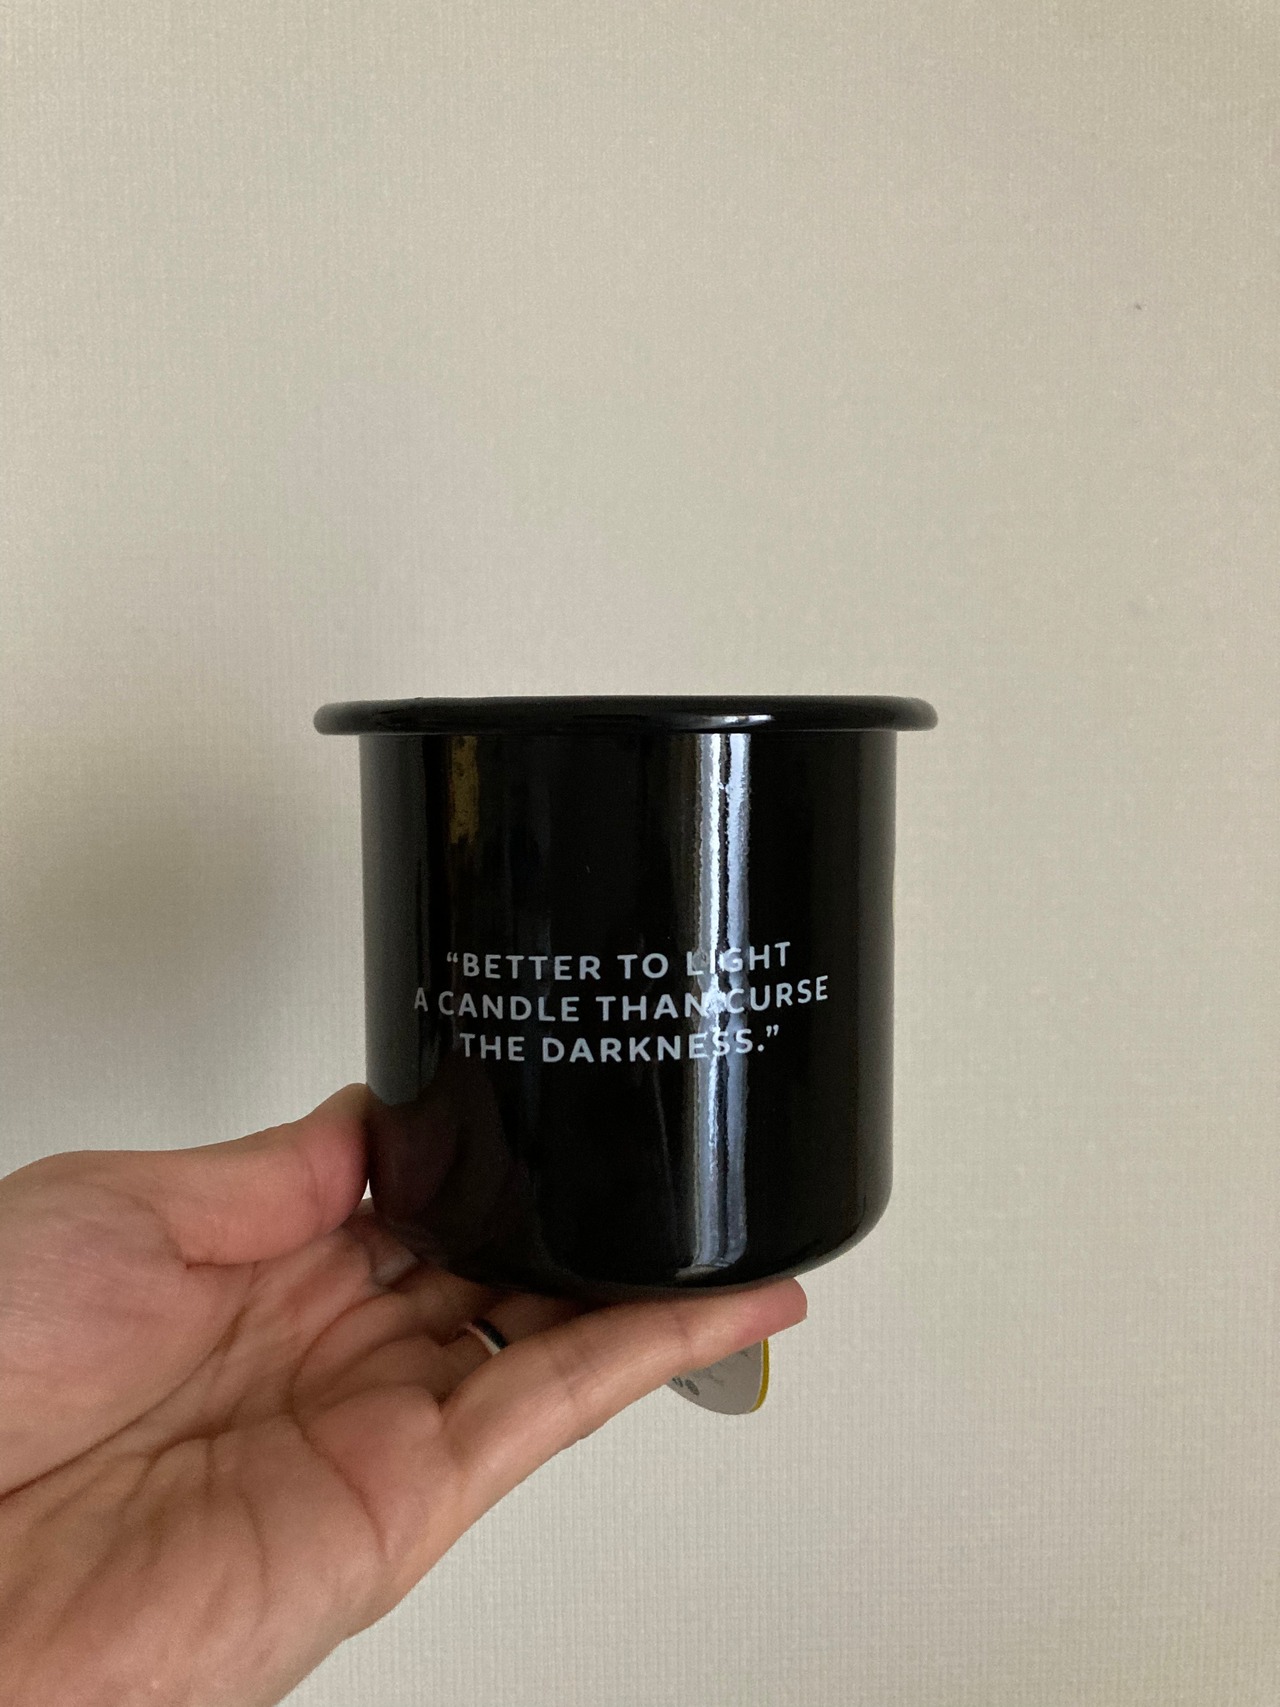 “BETTER TO LIGHT
A CANDLE THAN CURSE
THE DARKNESS.”